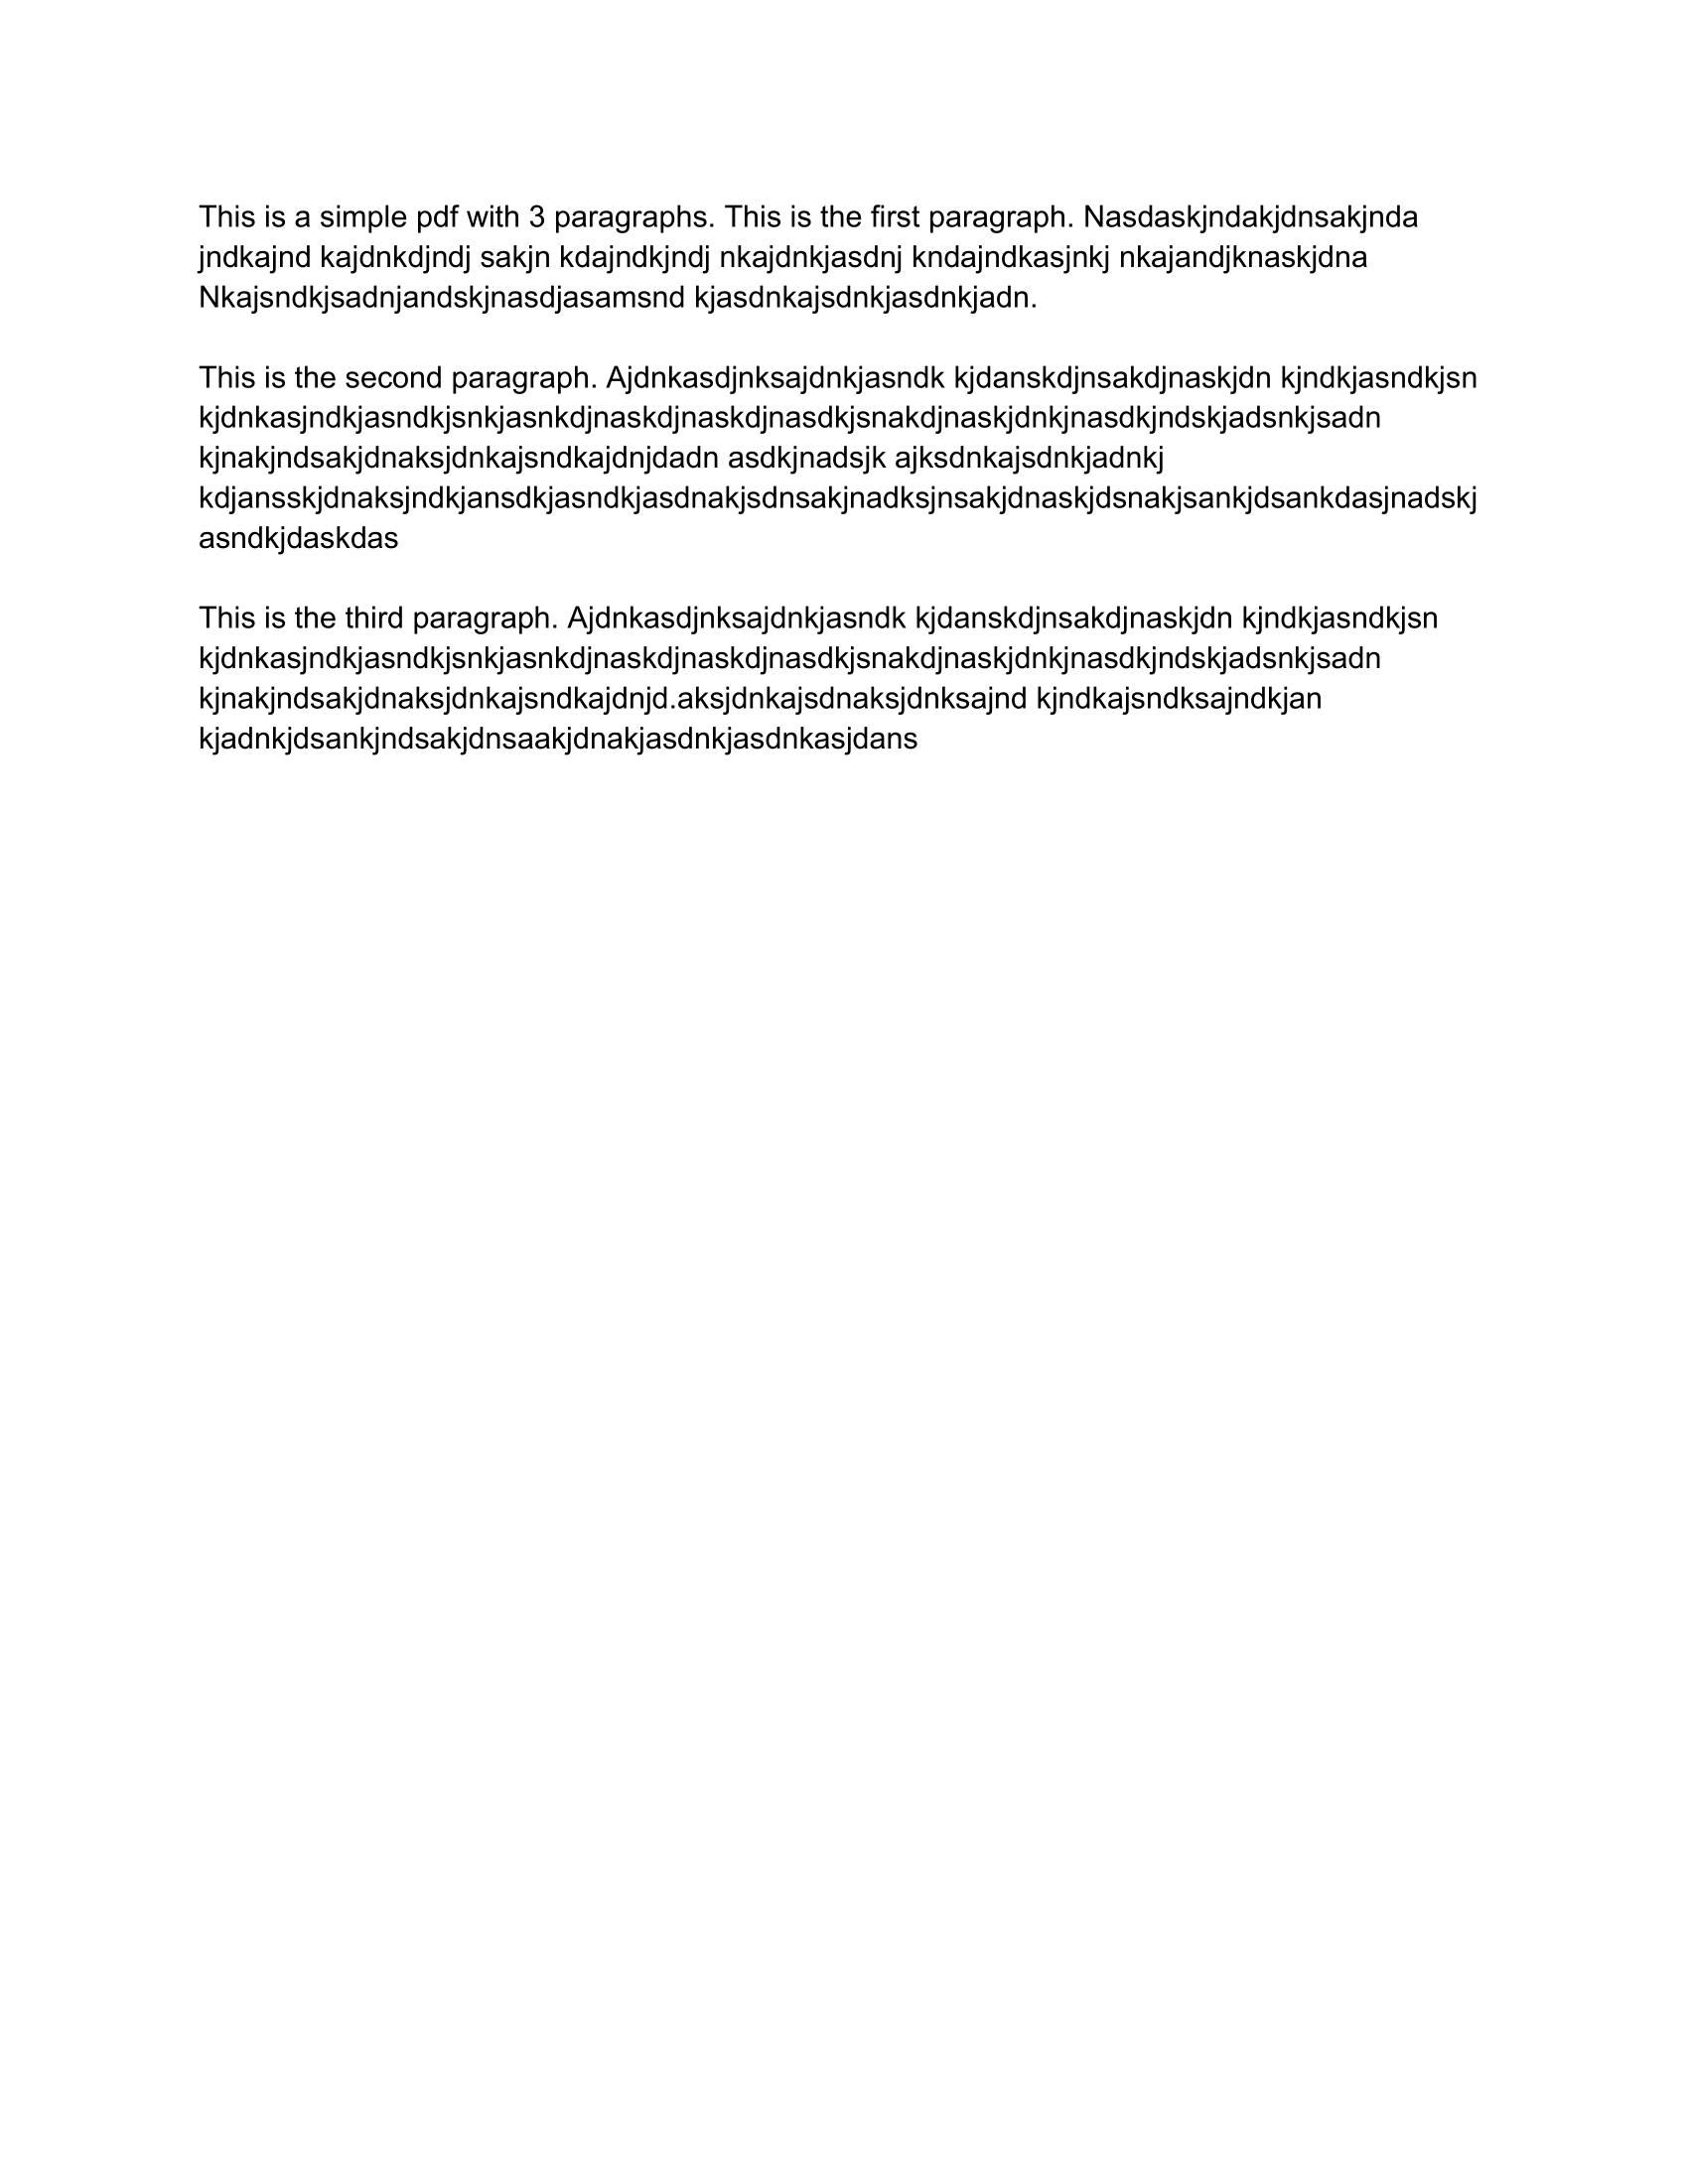 This is a simple pdf with 3 paragraphs. This is the first paragraph. Nasdaskjndakjdnsakjnda
jndkajnd kajdnkdjndj sakjn kdajndkjndj nkajdnkjasdnj kndajndkasjnkj nkajandjknaskjdna
Nkajsndkjsadnjandskjnasdjasamsnd kjasdnkajsdnkjasdnkjadn.
This is the second paragraph. Ajdnkasdjnksajdnkjasndk kjdanskdjnsakdjnaskjdn kjndkjasndkjsn
kjdnkasjndkjasndkjsnkjasnkdjnaskdjnaskdjnasdkjsnakdjnaskjdnkjnasdkjndskjadsnkjsadn
kjnakjndsakjdnaksjdnkajsndkajdnjdadn asdkjnadsjk ajksdnkajsdnkjadnkj
kdjansskjdnaksjndkjansdkjasndkjasdnakjsdnsakjnadksjnsakjdnaskjdsnakjsankjdsankdasjnadskj
asndkjdaskdas
This is the third paragraph. Ajdnkasdjnksajdnkjasndk kjdanskdjnsakdjnaskjdn kjndkjasndkjsn
kjdnkasjndkjasndkjsnkjasnkdjnaskdjnaskdjnasdkjsnakdjnaskjdnkjnasdkjndskjadsnkjsadn
kjnakjndsakjdnaksjdnkajsndkajdnjd.aksjdnkajsdnaksjdnksajnd kjndkajsndksajndkjan
kjadnkjdsankjndsakjdnsaakjdnakjasdnkjasdnkasjdans